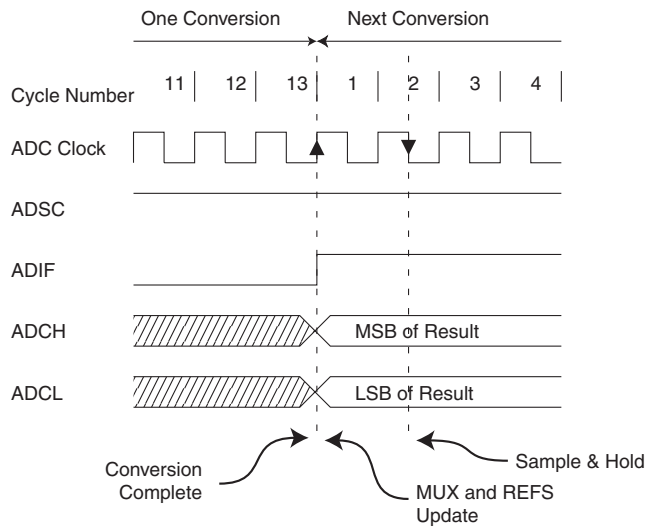 One Conversion Next Conversion
Cycle Number 11 12 13 1 2 3 4
ADC Clock
ADSC
ADIF
ADCH MSB of Result
ADCL LSB of Result
Conversion
Complete
MUX and REFS
Update
Sample & Hold